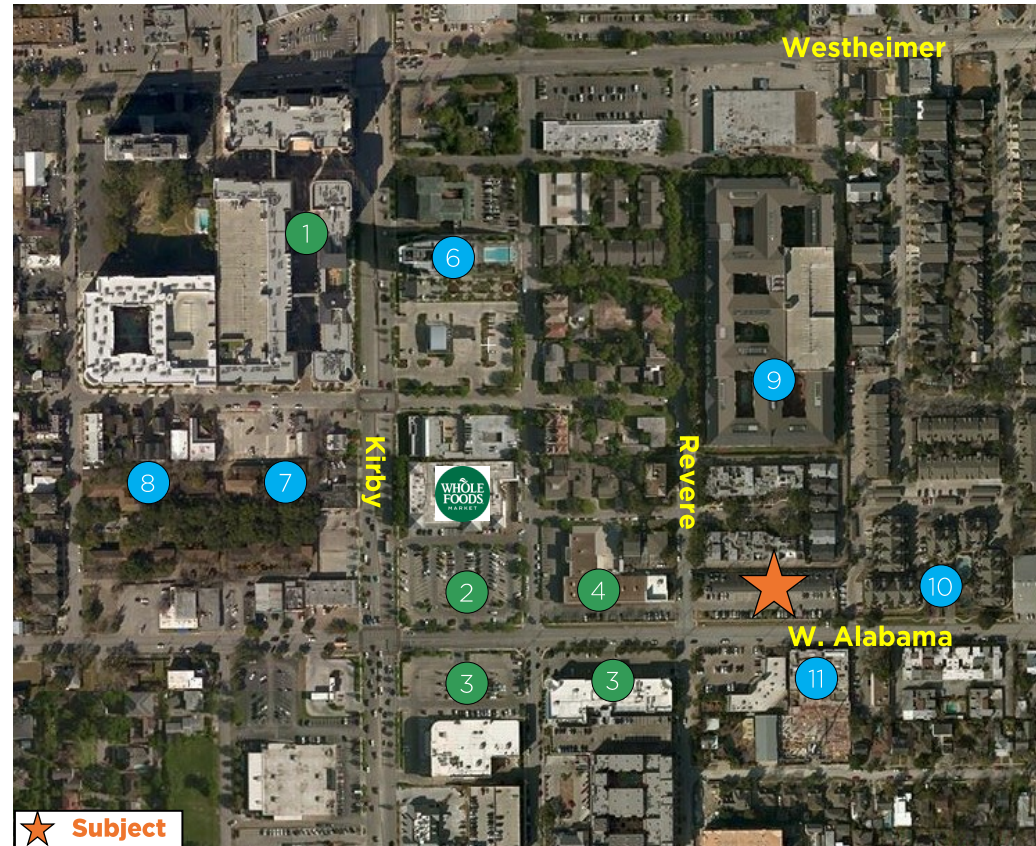 Westheimer
1
6
9
Kirby
Revere
8
7
WHOLE
FOODS
MARKET
2
4
10
W. Alabama
3
3
11
Subject